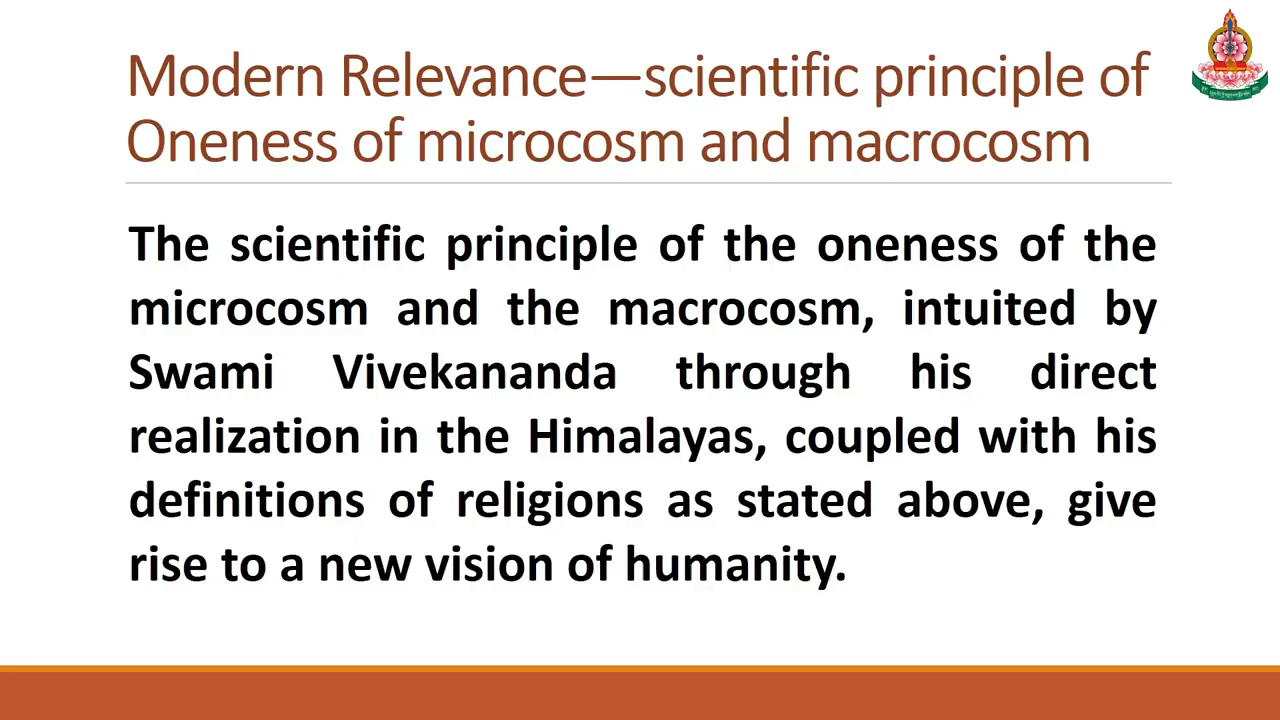 Modern Relevance—scientific principle of
Oneness of microcosm and macrocosm
The scientific principle of the oneness of the
microcosm and the macrocosm, intuited by
Swami Vivekananda through his direct
realization in the Himalayas, coupled with his
definitions of religions as stated above, give
rise to a new vision of humanity.